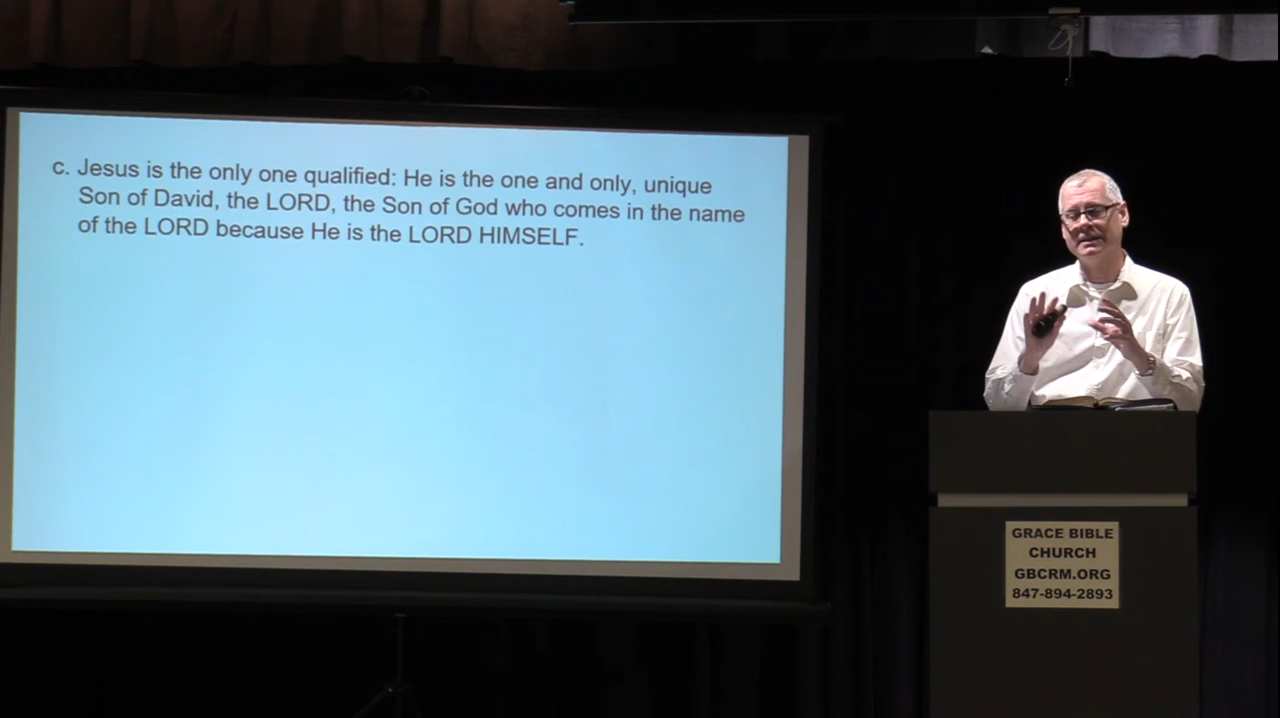 c. Jesus is the only one qualified: He is the one and only, unique
Son of David, the LORD, the Son of God who comes in the name
of the LORD because He is the LORD HIMSELF.
GRACE BIBLE
CHURCH
GBCRM.ORG
847-894-2893